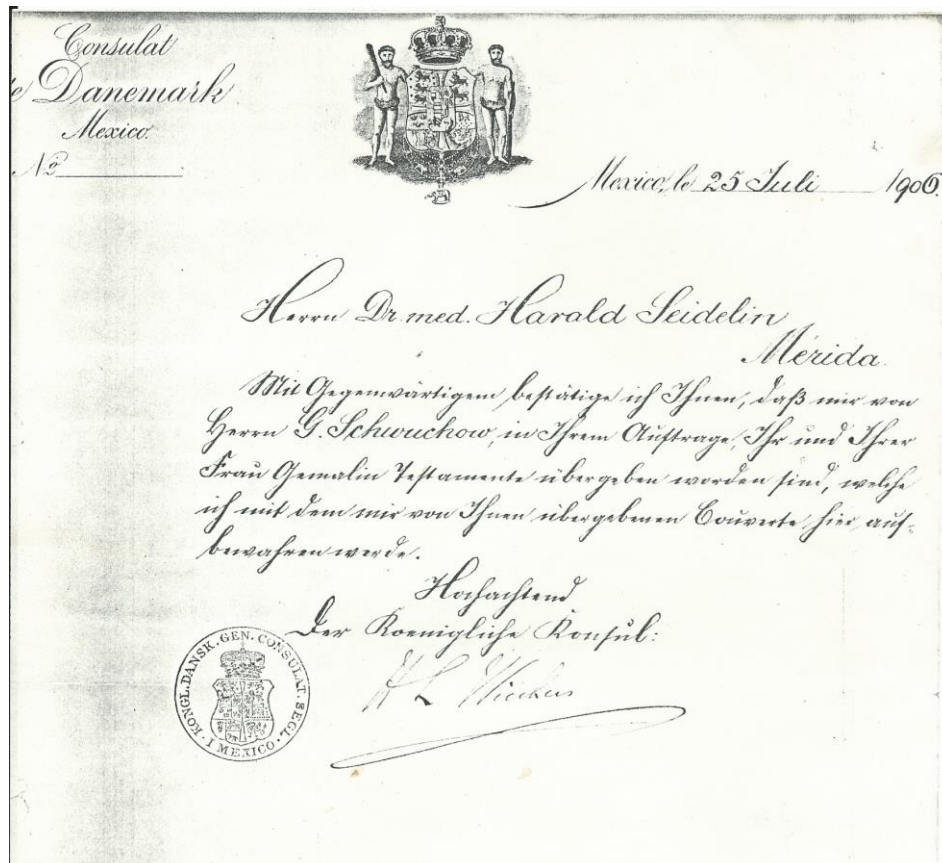 Consulat
de Danemark
Mexico.
No
Mexico, le 25 Juli 1906.
Herrn Dr. med. Harald Seidelin
Mérida.
Mit Gegenwärtigem bestätige ich Ihnen, daß mir von
Herrn G. Schwuchow, in Ihrem Auftrage, Ihr und Ihrer
Frau Gemalin Testamente übergeben worden sind, welche
ich mit dem mir von Ihnen übergebenen Couverte hier auf-
bewahren werde.
Hochachtend
Der Koenigliche Konsul:
KONGL. DANSK. GEN. CONSULAT. SEGL.
I MEXICO.